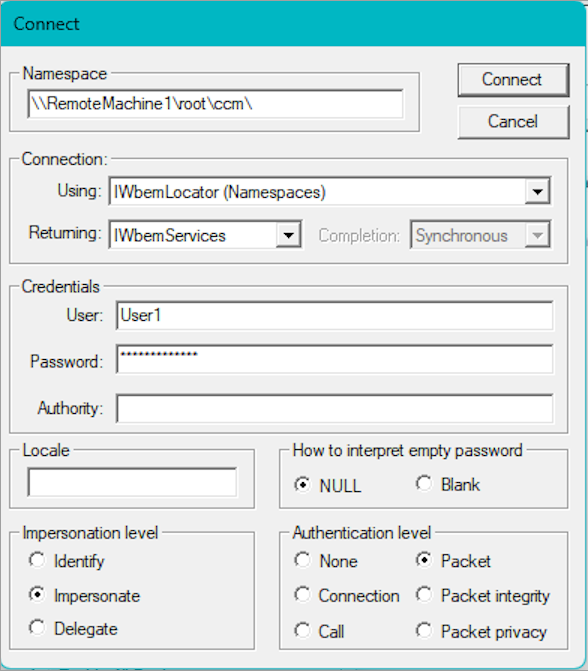 Connect
Namespace
\\RemoteMachine1\root\ccm\
Connect
Cancel
Connection:
Using: IWbemLocator (Namespaces)
Returning: IWbemServices Completion: Synchronous
Credentials
User: User1
Password: *************
Authority:
Locale
How to interpret empty password
NULL Blank
Impersonation level
Identify
Impersonate
Delegate
Authentication level
None Packet
Connection Packet integrity
Call Packet privacy